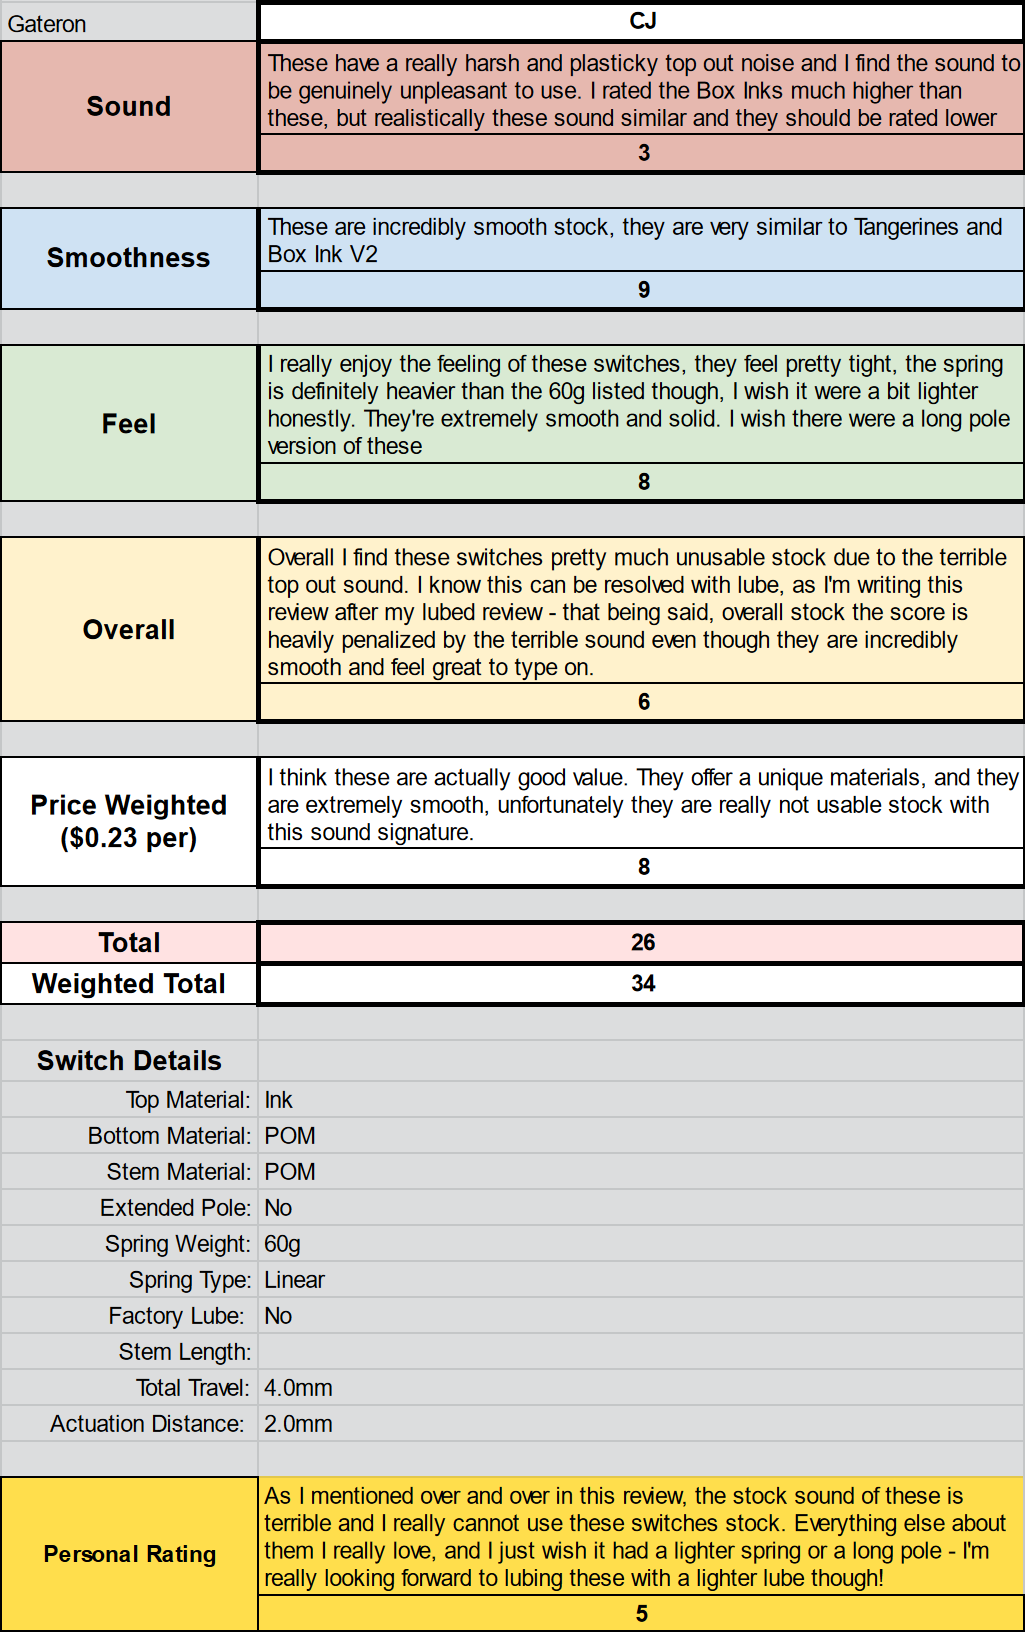 Gateron
CJ
Sound
These have a really harsh and plasticky top out noise and I find the sound to
be genuinely unpleasant to use. I rated the Box Inks much higher than
these, but realistically these sound similar and they should be rated lower
3
Smoothness
These are incredibly smooth stock, they are very similar to Tangerines and
Box Ink V2
9
Feel
I really enjoy the feeling of these switches, they feel pretty tight, the spring
is definitely heavier than the 60g listed though, I wish it were a bit lighter
honestly. They're extremely smooth and solid. I wish there were a long pole
version of these
8
Overall
Overall I find these switches pretty much unusable stock due to the terrible
top out sound. I know this can be resolved with lube, as I'm writing this
review after my lubed review - that being said, overall stock the score is
heavily penalized by the terrible sound even though they are incredibly
smooth and feel great to type on.
6
Price Weighted
($0.23 per)
I think these are actually good value. They offer a unique materials, and they
are extremely smooth, unfortunately they are really not usable stock with
this sound signature.
8
Total
26
Weighted Total
34
Switch Details
Top Material: Ink
Bottom Material: POM
Stem Material: POM
Extended Pole: No
Spring Weight: 60g
Spring Type: Linear
Factory Lube: No
Stem Length:
Total Travel: 4.0mm
Actuation Distance: 2.0mm
Personal Rating
As I mentioned over and over in this review, the stock sound of these is
terrible and I really cannot use these switches stock. Everything else about
them I really love, and I just wish it had a lighter spring or a long pole - I'm
really looking forward to lubing these with a lighter lube though!
5